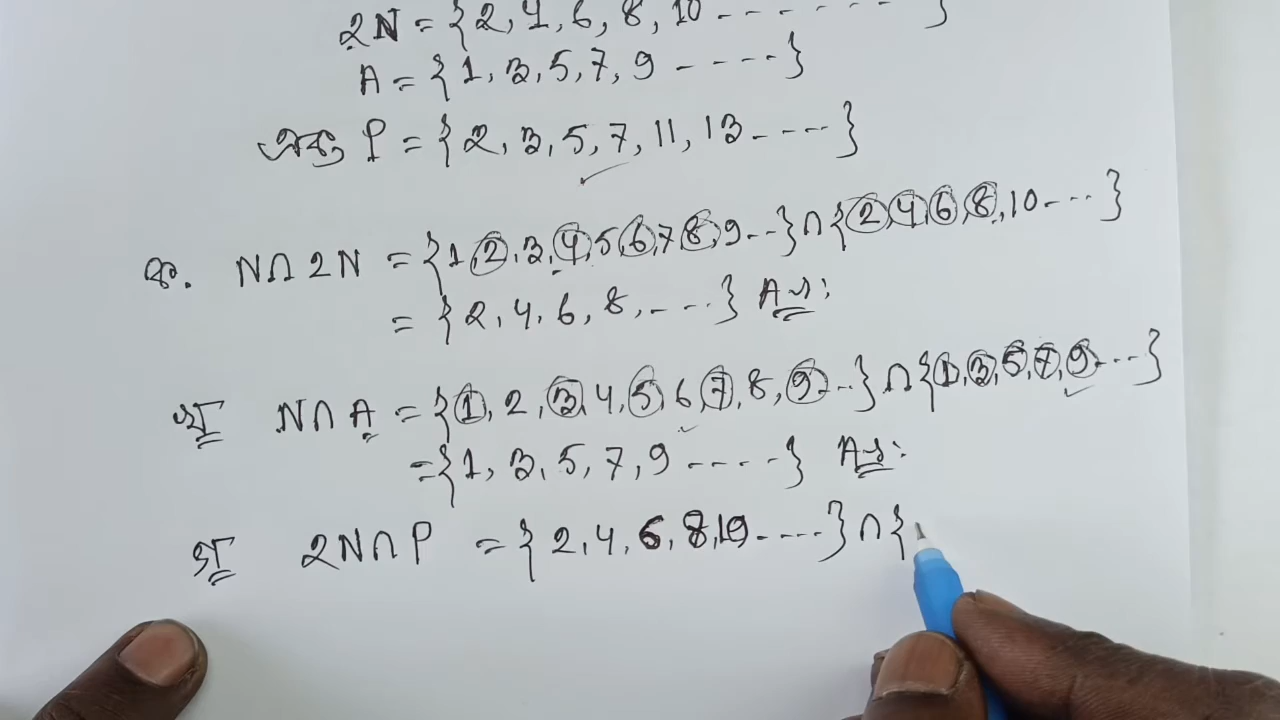 2N = {2, 4, 6, 8, 10 ------- }
A = {1, 3, 5, 7, 9 -----}
এবং P = {2, 3, 5, 7, 11, 13 -----}
ক. N∩2N = {1, 2, 3, 4, 5, 6, 7, 8, 9 --} ∩ {2, 4, 6, 8, 10 ----}
= {2, 4, 6, 8, ----} Ans:
খ N∩A = {1, 2, 3, 4, 5, 6, 7, 8, 9 --} ∩ {1, 3, 5, 7, 9 ---}
= {1, 3, 5, 7, 9 -----} Ans:
গ 2N∩P = {2, 4, 6, 8, 10 -----} ∩ {